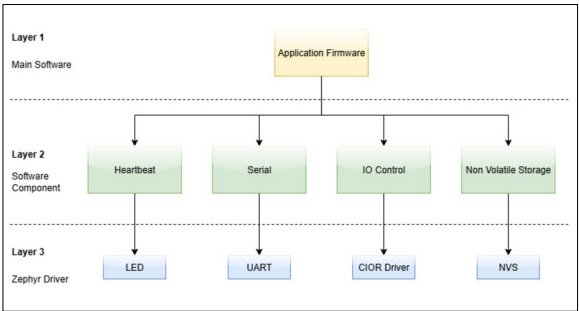 Layer 1
Main Software
Application Firmware
Layer 2
Software
Component
Heartbeat
Serial
IO Control
Non Volatile Storage
Layer 3
Zephyr Driver
LED
UART
CIOR Driver
NVS